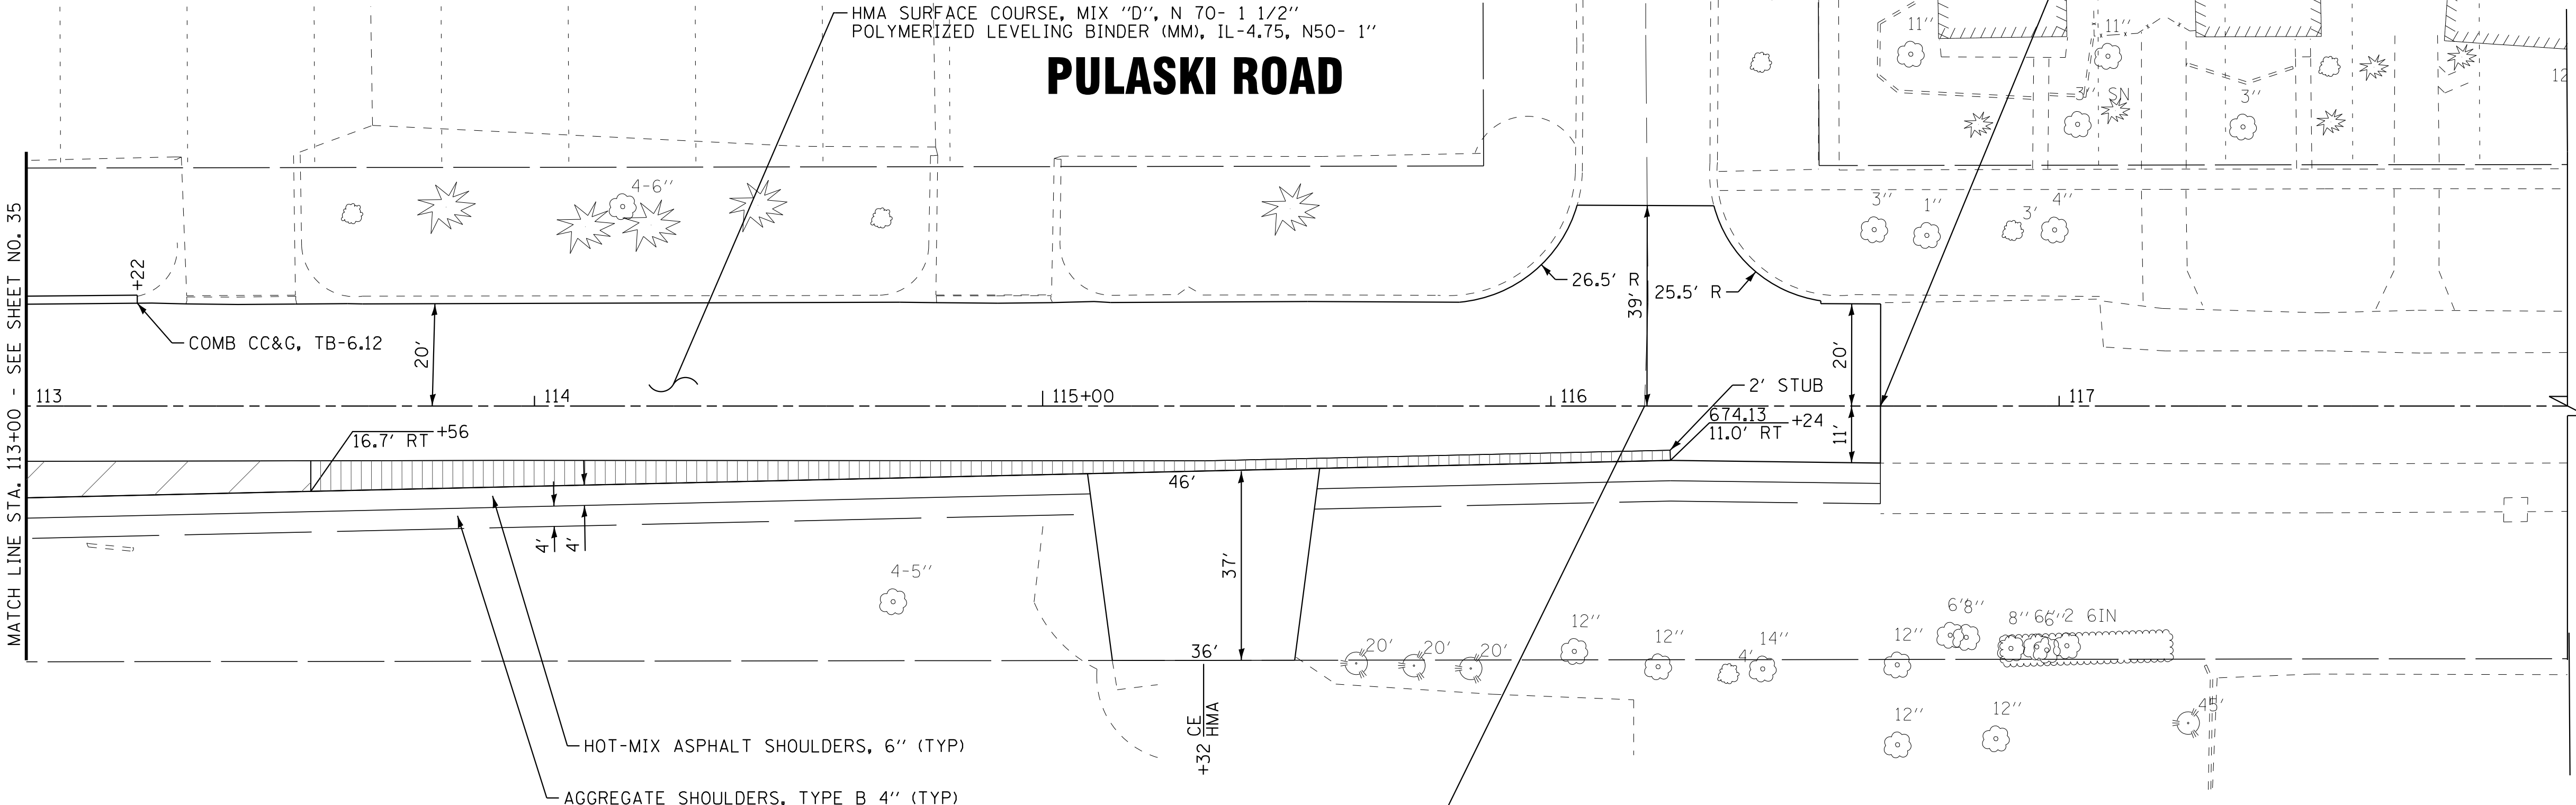 HMA SURFACE COURSE, MIX "D", N 70- 1 1/2"
POLYMERIZED LEVELING BINDER (MM), IL-4.75, N50- 1"
PULASKI ROAD
11"
11"
12
3" SN
3"
4-6"
3"
1"
3'
4"
MATCH LINE STA. 113+00 - SEE SHEET NO. 35
+22
26.5' R
39'
25.5' R
COMB CC&G, TB-6.12
20'
20'
113
114
115+00
116
117
2' STUB
674.13
11.0' RT
+24
11'
16.7' RT
+56
46'
4'
4'
37'
4-5"
36'
20'
20'
20'
12"
12"
4'
14"
12"
6'
8"
8"
6"
6"
2 6IN
12"
12"
45'
+32
CE
HMA
HOT-MIX ASPHALT SHOULDERS, 6" (TYP)
AGGREGATE SHOULDERS, TYPE B 4" (TYP)